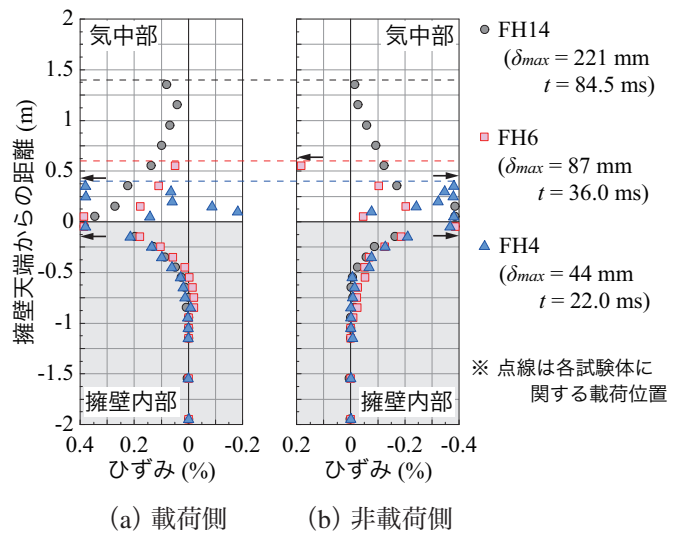 擁壁天端からの距離 (m)
2
1.5
1
0.5
0
-0.5
-1
-1.5
-2
気中部
擁壁内部
0.4
0.2
0
-0.2
ひずみ (%)
(a) 載荷側
気中部
擁壁内部
0.2
0
-0.2
-0.4
ひずみ (%)
(b) 非載荷側
FH14
(δmax = 221 mm
t = 84.5 ms)
FH6
(δmax = 87 mm
t = 36.0 ms)
FH4
(δmax = 44 mm
t = 22.0 ms)
※ 点線は各試験体に
関する載荷位置